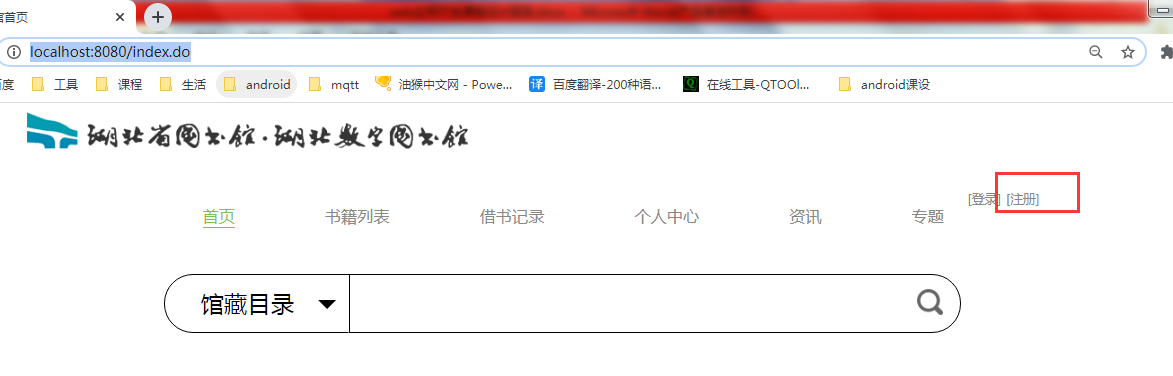 馆首页
localhost:8080/index.do
百度 工具 课程 生活 android mqtt 油猴中文网 - Powe... 译 百度翻译-200种语... Q 在线工具-QTOOl... android课设
湖北省图书馆·湖北数字图书馆
[登录] [注册]
首页 书籍列表 借书记录 个人中心 资讯 专题
馆藏目录